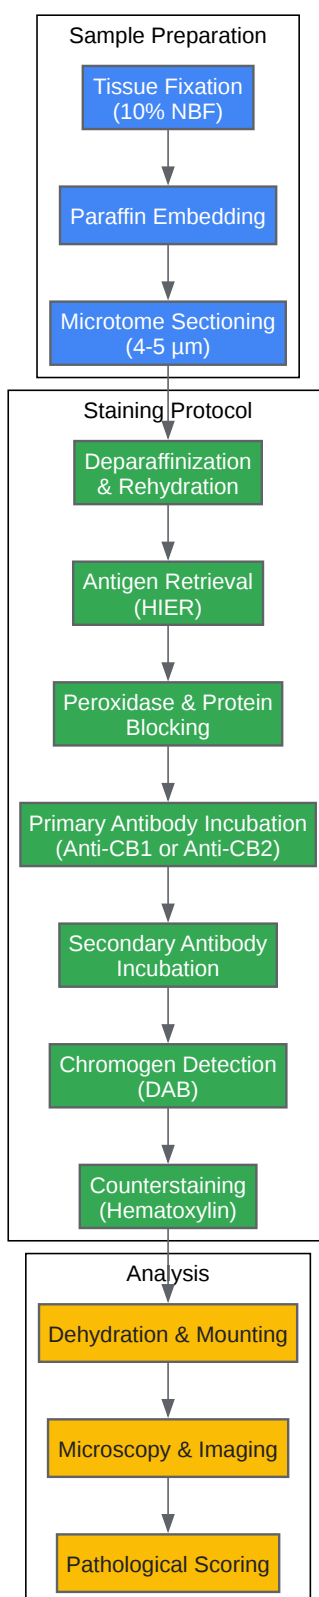 Sample Preparation
Tissue Fixation
(10% NBF)
Paraffin Embedding
Microtome Sectioning
(4-5 µm)
Staining Protocol
Deparaffinization
& Rehydration
Antigen Retrieval
(HIER)
Peroxidase & Protein
Blocking
Primary Antibody Incubation
(Anti-CB1 or Anti-CB2)
Secondary Antibody
Incubation
Chromogen Detection
(DAB)
Counterstaining
(Hematoxylin)
Analysis
Dehydration & Mounting
Microscopy & Imaging
Pathological Scoring